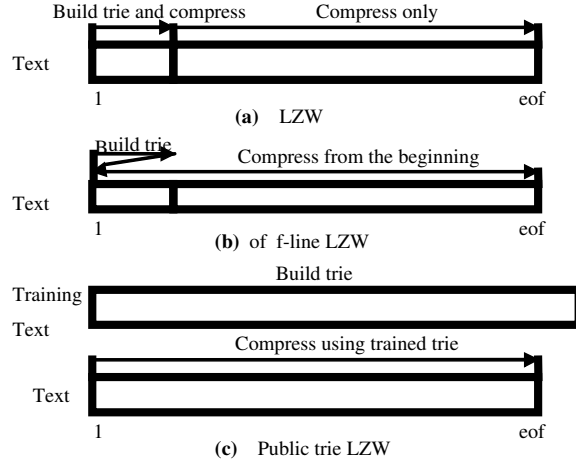 Build trie and compress Compress only
Text
1 eof
(a) LZW
Build trie
Compress from the beginning
Text
1 eof
(b) of f-line LZW
Build trie
Training
Text
Compress using trained trie
Text
1 eof
(c) Public trie LZW